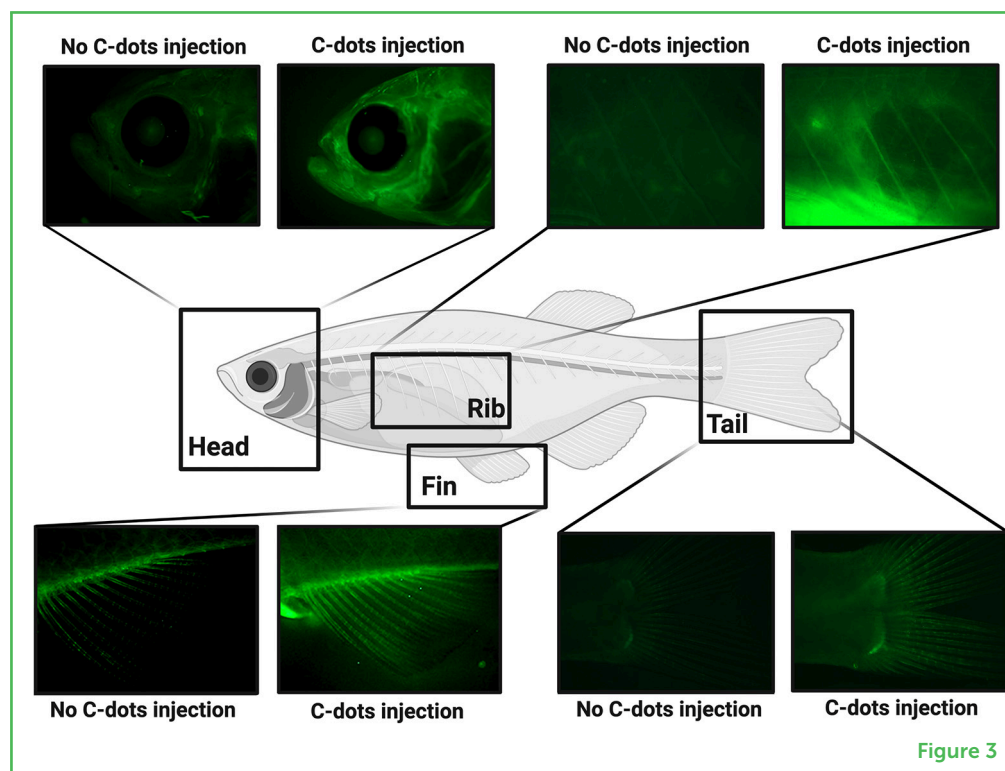 No C-dots injection
C-dots injection
No C-dots injection
C-dots injection
Head
Rib
Fin
Tail
No C-dots injection
C-dots injection
No C-dots injection
C-dots injection
Figure 3